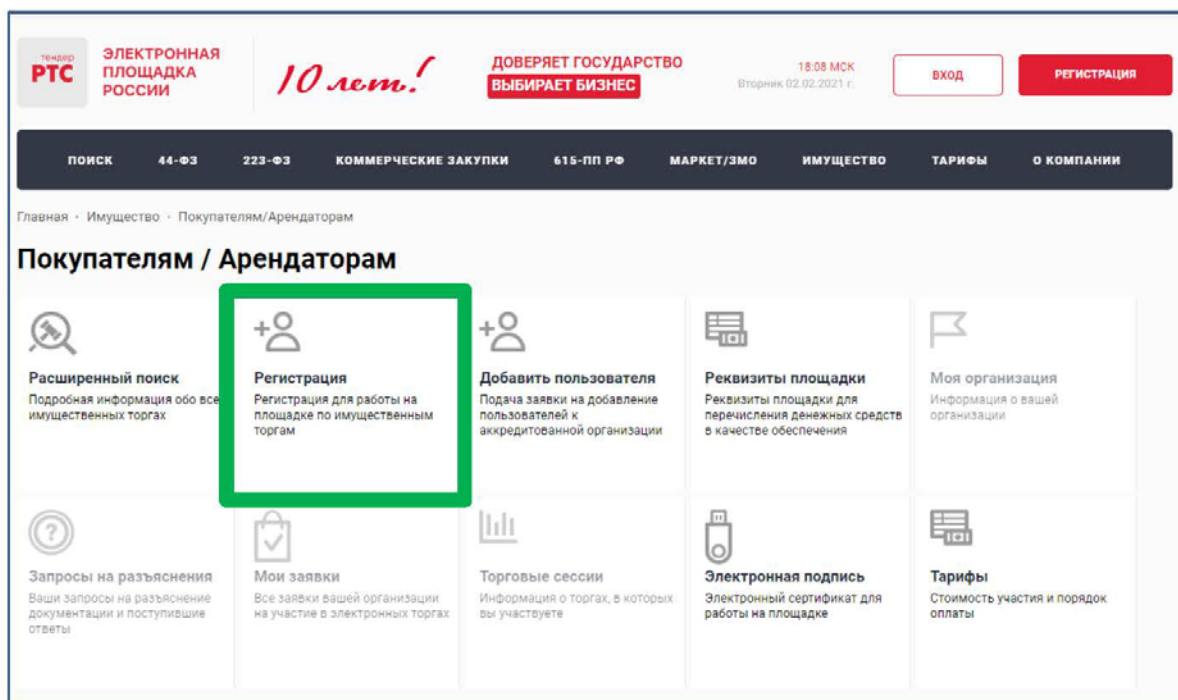 тендер
РТС
ЭЛЕКТРОННАЯ
ПЛОЩАДКА
РОССИИ
10 лет!
ДОВЕРЯЕТ ГОСУДАРСТВО
ВЫБИРАЕТ БИЗНЕС
18:08 МСК
Вторник 02.02.2021 г.
ВХОД
РЕГИСТРАЦИЯ
ПОИСК 44-ФЗ 223-ФЗ КОММЕРЧЕСКИЕ ЗАКУПКИ 615-ПП РФ МАРКЕТ/ЗМО ИМУЩЕСТВО ТАРИФЫ О КОМПАНИИ
Главная • Имущество • Покупателям/Арендаторам
Покупателям / Арендаторам
Расширенный поиск
Подробная информация обо все
имущественных торгах
Регистрация
Регистрация для работы на
площадке по имущественным
торгам
Добавить пользователя
Подача заявки на добавление
пользователей к
аккредитованной организации
Реквизиты площадки
Реквизиты площадки для
перечисления денежных средств
в качестве обеспечения
Моя организация
Информация о вашей
организации
Запросы на разъяснения
Ваши запросы на разъяснение
документации и поступившие
ответы
Мои заявки
Все заявки вашей организации
на участие в электронных торгах
Торговые сессии
Информация о торгах, в которых
вы участвуете
Электронная подпись
Электронный сертификат для
работы на площадке
Тарифы
Стоимость участия и порядок
оплаты